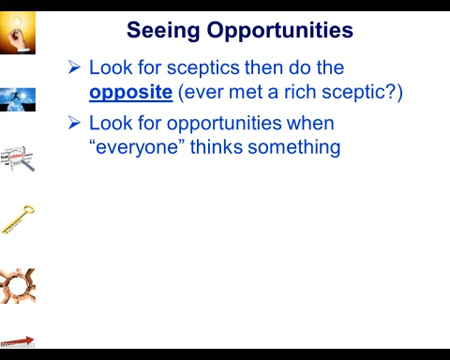 Seeing Opportunities
Look for sceptics then do the
opposite (ever met a rich sceptic?)
Look for opportunities when
“everyone” thinks something